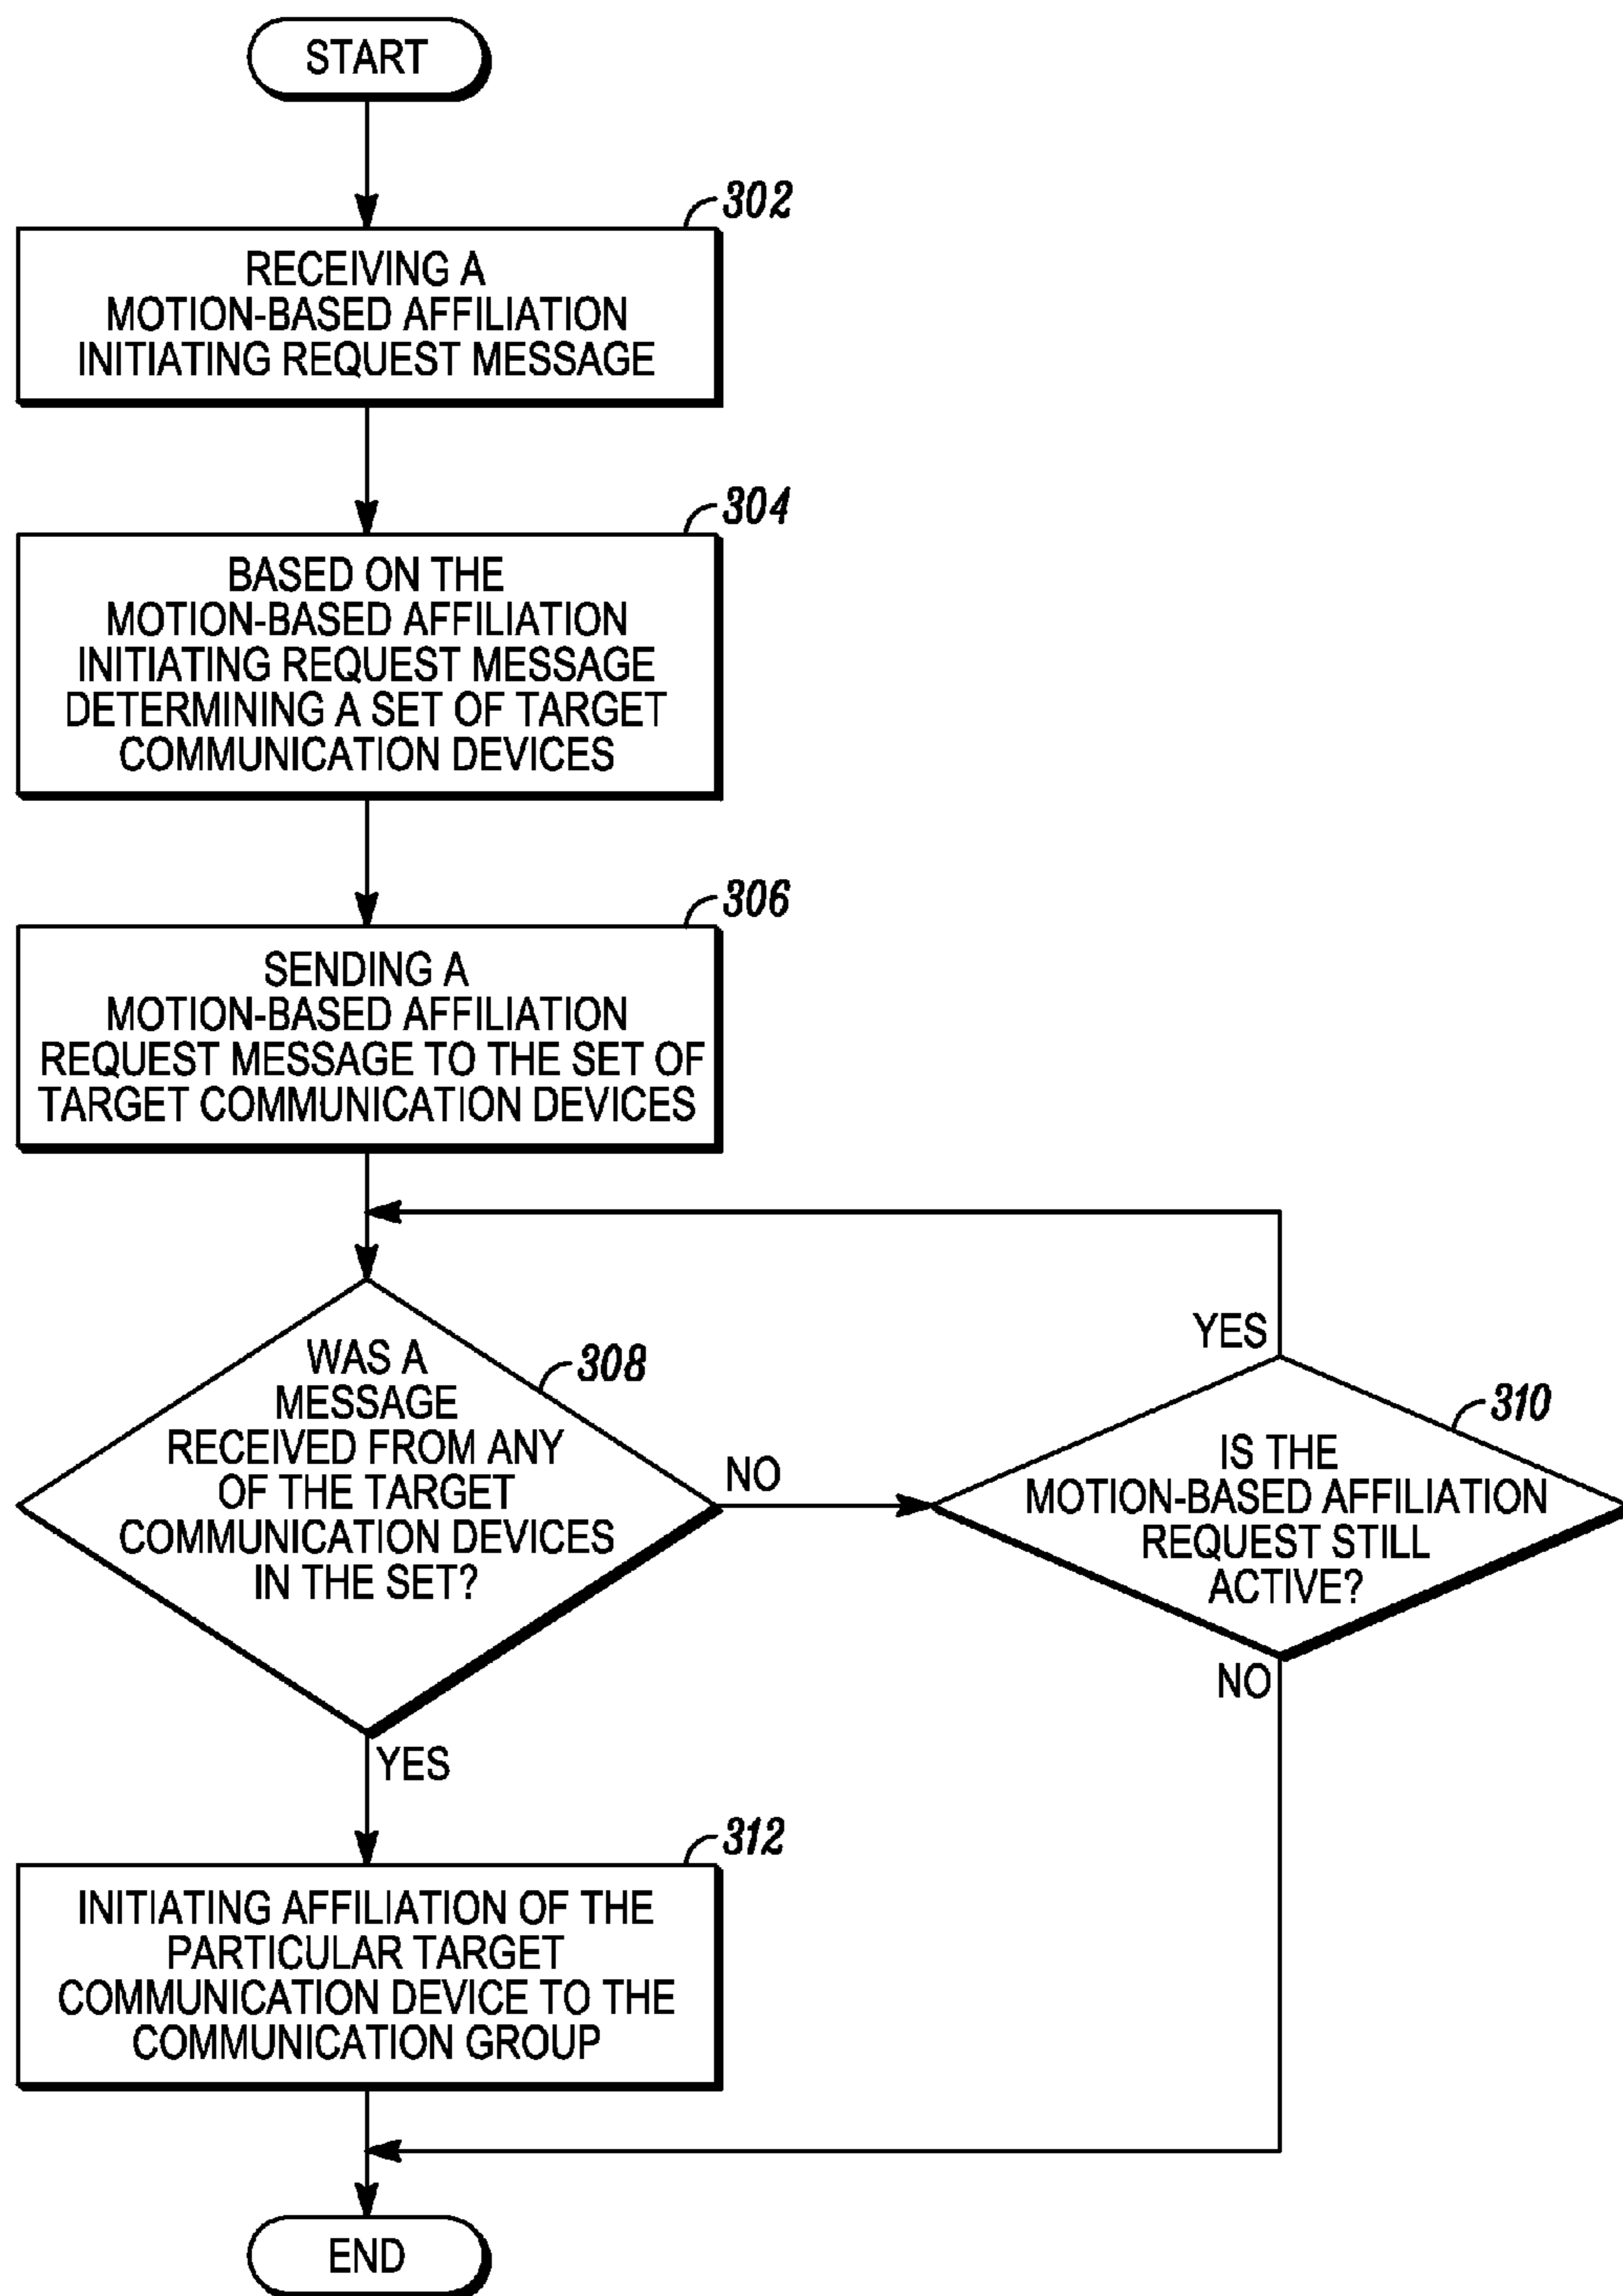 START
302
RECEIVING A
MOTION-BASED AFFILIATION
INITIATING REQUEST MESSAGE
304
BASED ON THE
MOTION-BASED AFFILIATION
INITIATING REQUEST MESSAGE
DETERMINING A SET OF TARGET
COMMUNICATION DEVICES
306
SENDING A
MOTION-BASED AFFILIATION
REQUEST MESSAGE TO THE SET OF
TARGET COMMUNICATION DEVICES
308
WAS A
MESSAGE
RECEIVED FROM ANY
OF THE TARGET
COMMUNICATION DEVICES
IN THE SET?
NO
YES
310
IS THE
MOTION-BASED AFFILIATION
REQUEST STILL
ACTIVE?
NO
YES
312
INITIATING AFFILIATION OF THE
PARTICULAR TARGET
COMMUNICATION DEVICE TO THE
COMMUNICATION GROUP
END